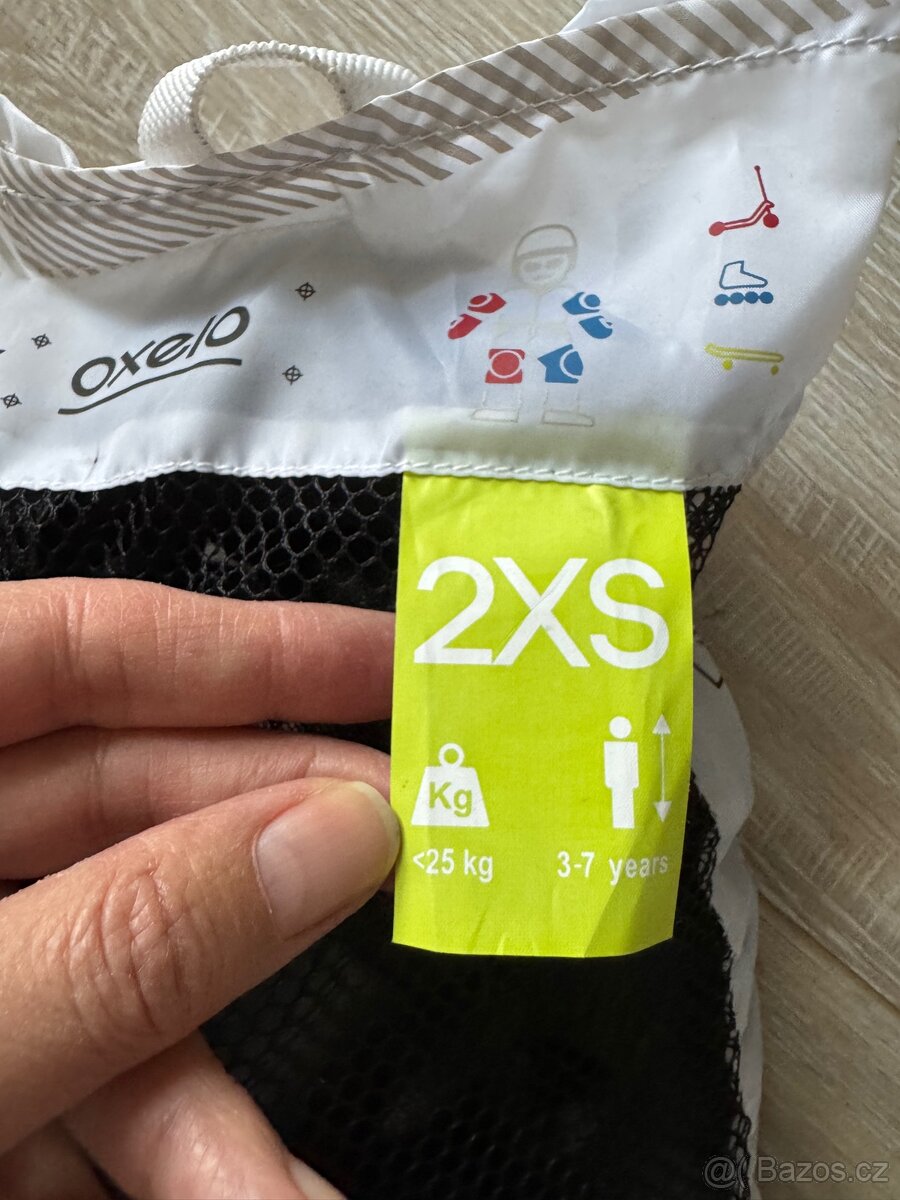 oxelo
2XS
Kg
<25 kg
3-7 years
@ Bazos.cz